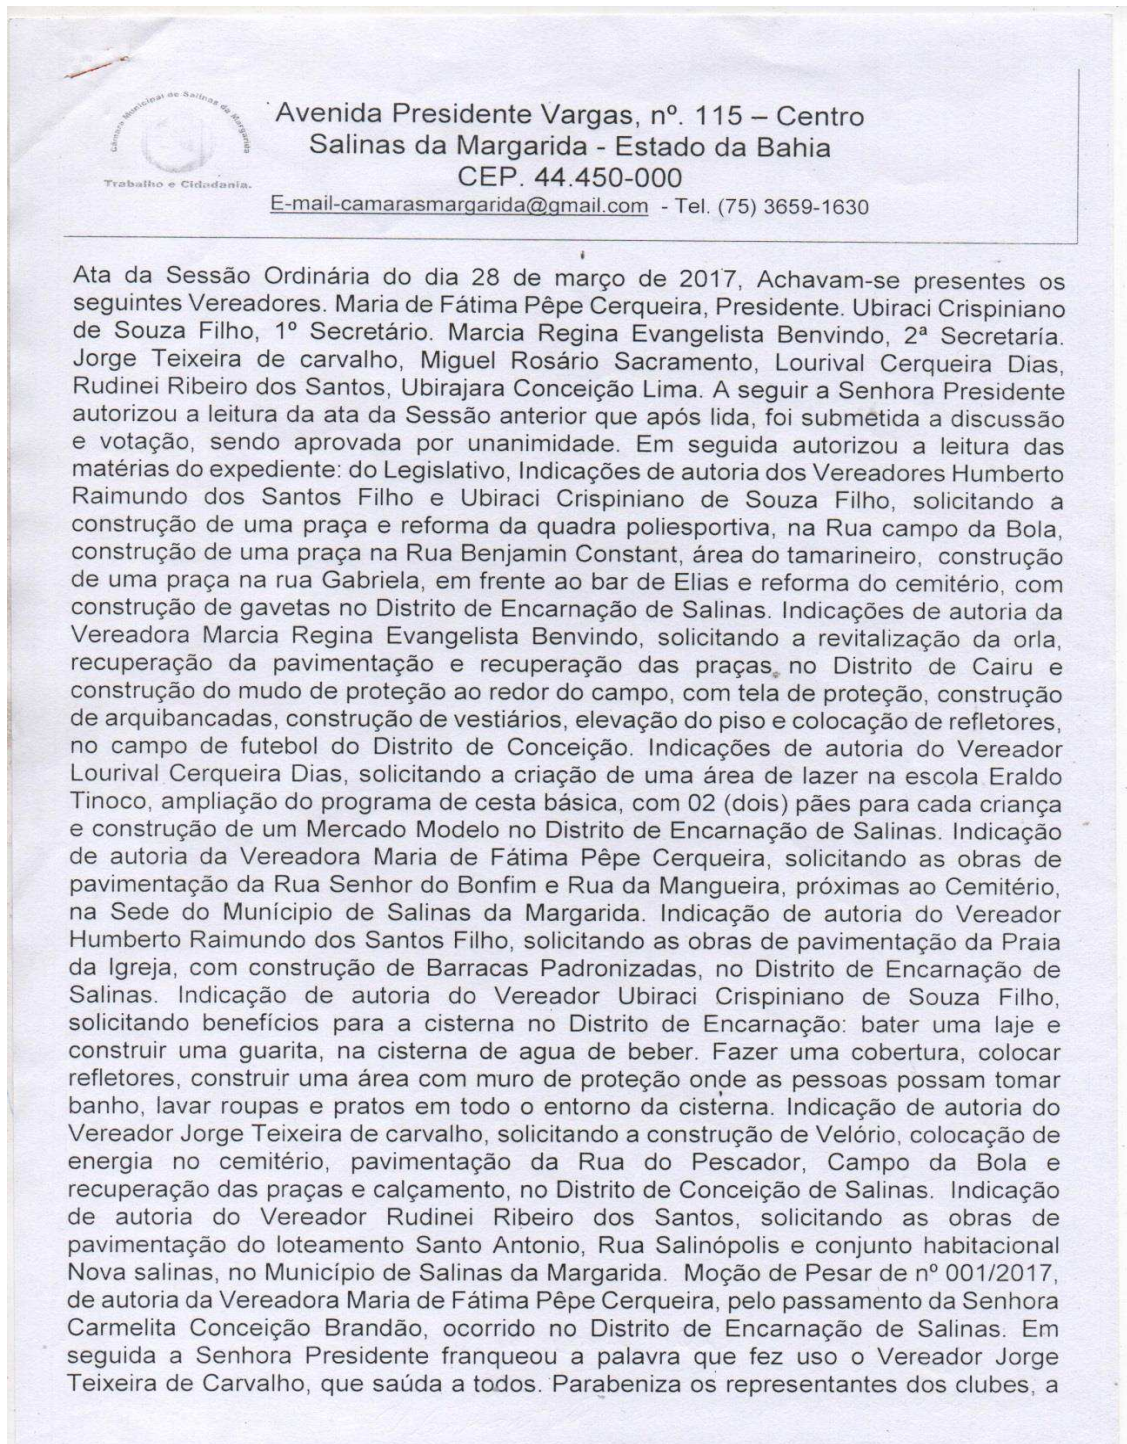 Câmara Municipal de Salinas da Margarida
Trabalho e Cidadania.
Avenida Presidente Vargas, nº. 115 – Centro
Salinas da Margarida - Estado da Bahia
CEP. 44.450-000
E-mail-camarasmargarida@gmail.com - Tel. (75) 3659-1630
Ata da Sessão Ordinária do dia 28 de março de 2017, Achavam-se presentes os
seguintes Vereadores. Maria de Fátima Pêpe Cerqueira, Presidente. Ubiraci Crispiniano
de Souza Filho, 1º Secretário. Marcia Regina Evangelista Benvindo, 2ª Secretaría.
Jorge Teixeira de carvalho, Miguel Rosário Sacramento, Lourival Cerqueira Dias,
Rudinei Ribeiro dos Santos, Ubirajara Conceição Lima. A seguir a Senhora Presidente
autorizou a leitura da ata da Sessão anterior que após lida, foi submetida a discussão
e votação, sendo aprovada por unanimidade. Em seguida autorizou a leitura das
matérias do expediente: do Legislativo, Indicações de autoria dos Vereadores Humberto
Raimundo dos Santos Filho e Ubiraci Crispiniano de Souza Filho, solicitando a
construção de uma praça e reforma da quadra poliesportiva, na Rua campo da Bola,
construção de uma praça na Rua Benjamin Constant, área do tamarineiro, construção
de uma praça na rua Gabriela, em frente ao bar de Elias e reforma do cemitério, com
construção de gavetas no Distrito de Encarnação de Salinas. Indicações de autoria da
Vereadora Marcia Regina Evangelista Benvindo, solicitando a revitalização da orla,
recuperação da pavimentação e recuperação das praças, no Distrito de Cairu e
construção do mudo de proteção ao redor do campo, com tela de proteção, construção
de arquibancadas, construção de vestiários, elevação do piso e colocação de refletores,
no campo de futebol do Distrito de Conceição. Indicações de autoria do Vereador
Lourival Cerqueira Dias, solicitando a criação de uma área de lazer na escola Eraldo
Tinoco, ampliação do programa de cesta básica, com 02 (dois) pães para cada criança
e construção de um Mercado Modelo no Distrito de Encarnação de Salinas. Indicação
de autoria da Vereadora Maria de Fátima Pêpe Cerqueira, solicitando as obras de
pavimentação da Rua Senhor do Bonfim e Rua da Mangueira, próximas ao Cemitério,
na Sede do Munícipio de Salinas da Margarida. Indicação de autoria do Vereador
Humberto Raimundo dos Santos Filho, solicitando as obras de pavimentação da Praia
da Igreja, com construção de Barracas Padronizadas, no Distrito de Encarnação de
Salinas. Indicação de autoria do Vereador Ubiraci Crispiniano de Souza Filho,
solicitando benefícios para a cisterna no Distrito de Encarnação: bater uma laje e
construir uma guarita, na cisterna de agua de beber. Fazer uma cobertura, colocar
refletores, construir uma área com muro de proteção onde as pessoas possam tomar
banho, lavar roupas e pratos em todo o entorno da cisterna. Indicação de autoria do
Vereador Jorge Teixeira de carvalho, solicitando a construção de Velório, colocação de
energia no cemitério, pavimentação da Rua do Pescador, Campo da Bola e
recuperação das praças e calçamento, no Distrito de Conceição de Salinas. Indicação
de autoria do Vereador Rudinei Ribeiro dos Santos, solicitando as obras de
pavimentação do loteamento Santo Antonio, Rua Salinópolis e conjunto habitacional
Nova salinas, no Município de Salinas da Margarida. Moção de Pesar de nº 001/2017,
de autoria da Vereadora Maria de Fátima Pêpe Cerqueira, pelo passamento da Senhora
Carmelita Conceição Brandão, ocorrido no Distrito de Encarnação de Salinas. Em
seguida a Senhora Presidente franqueou a palavra que fez uso o Vereador Jorge
Teixeira de Carvalho, que saúda a todos. Parabeniza os representantes dos clubes, a